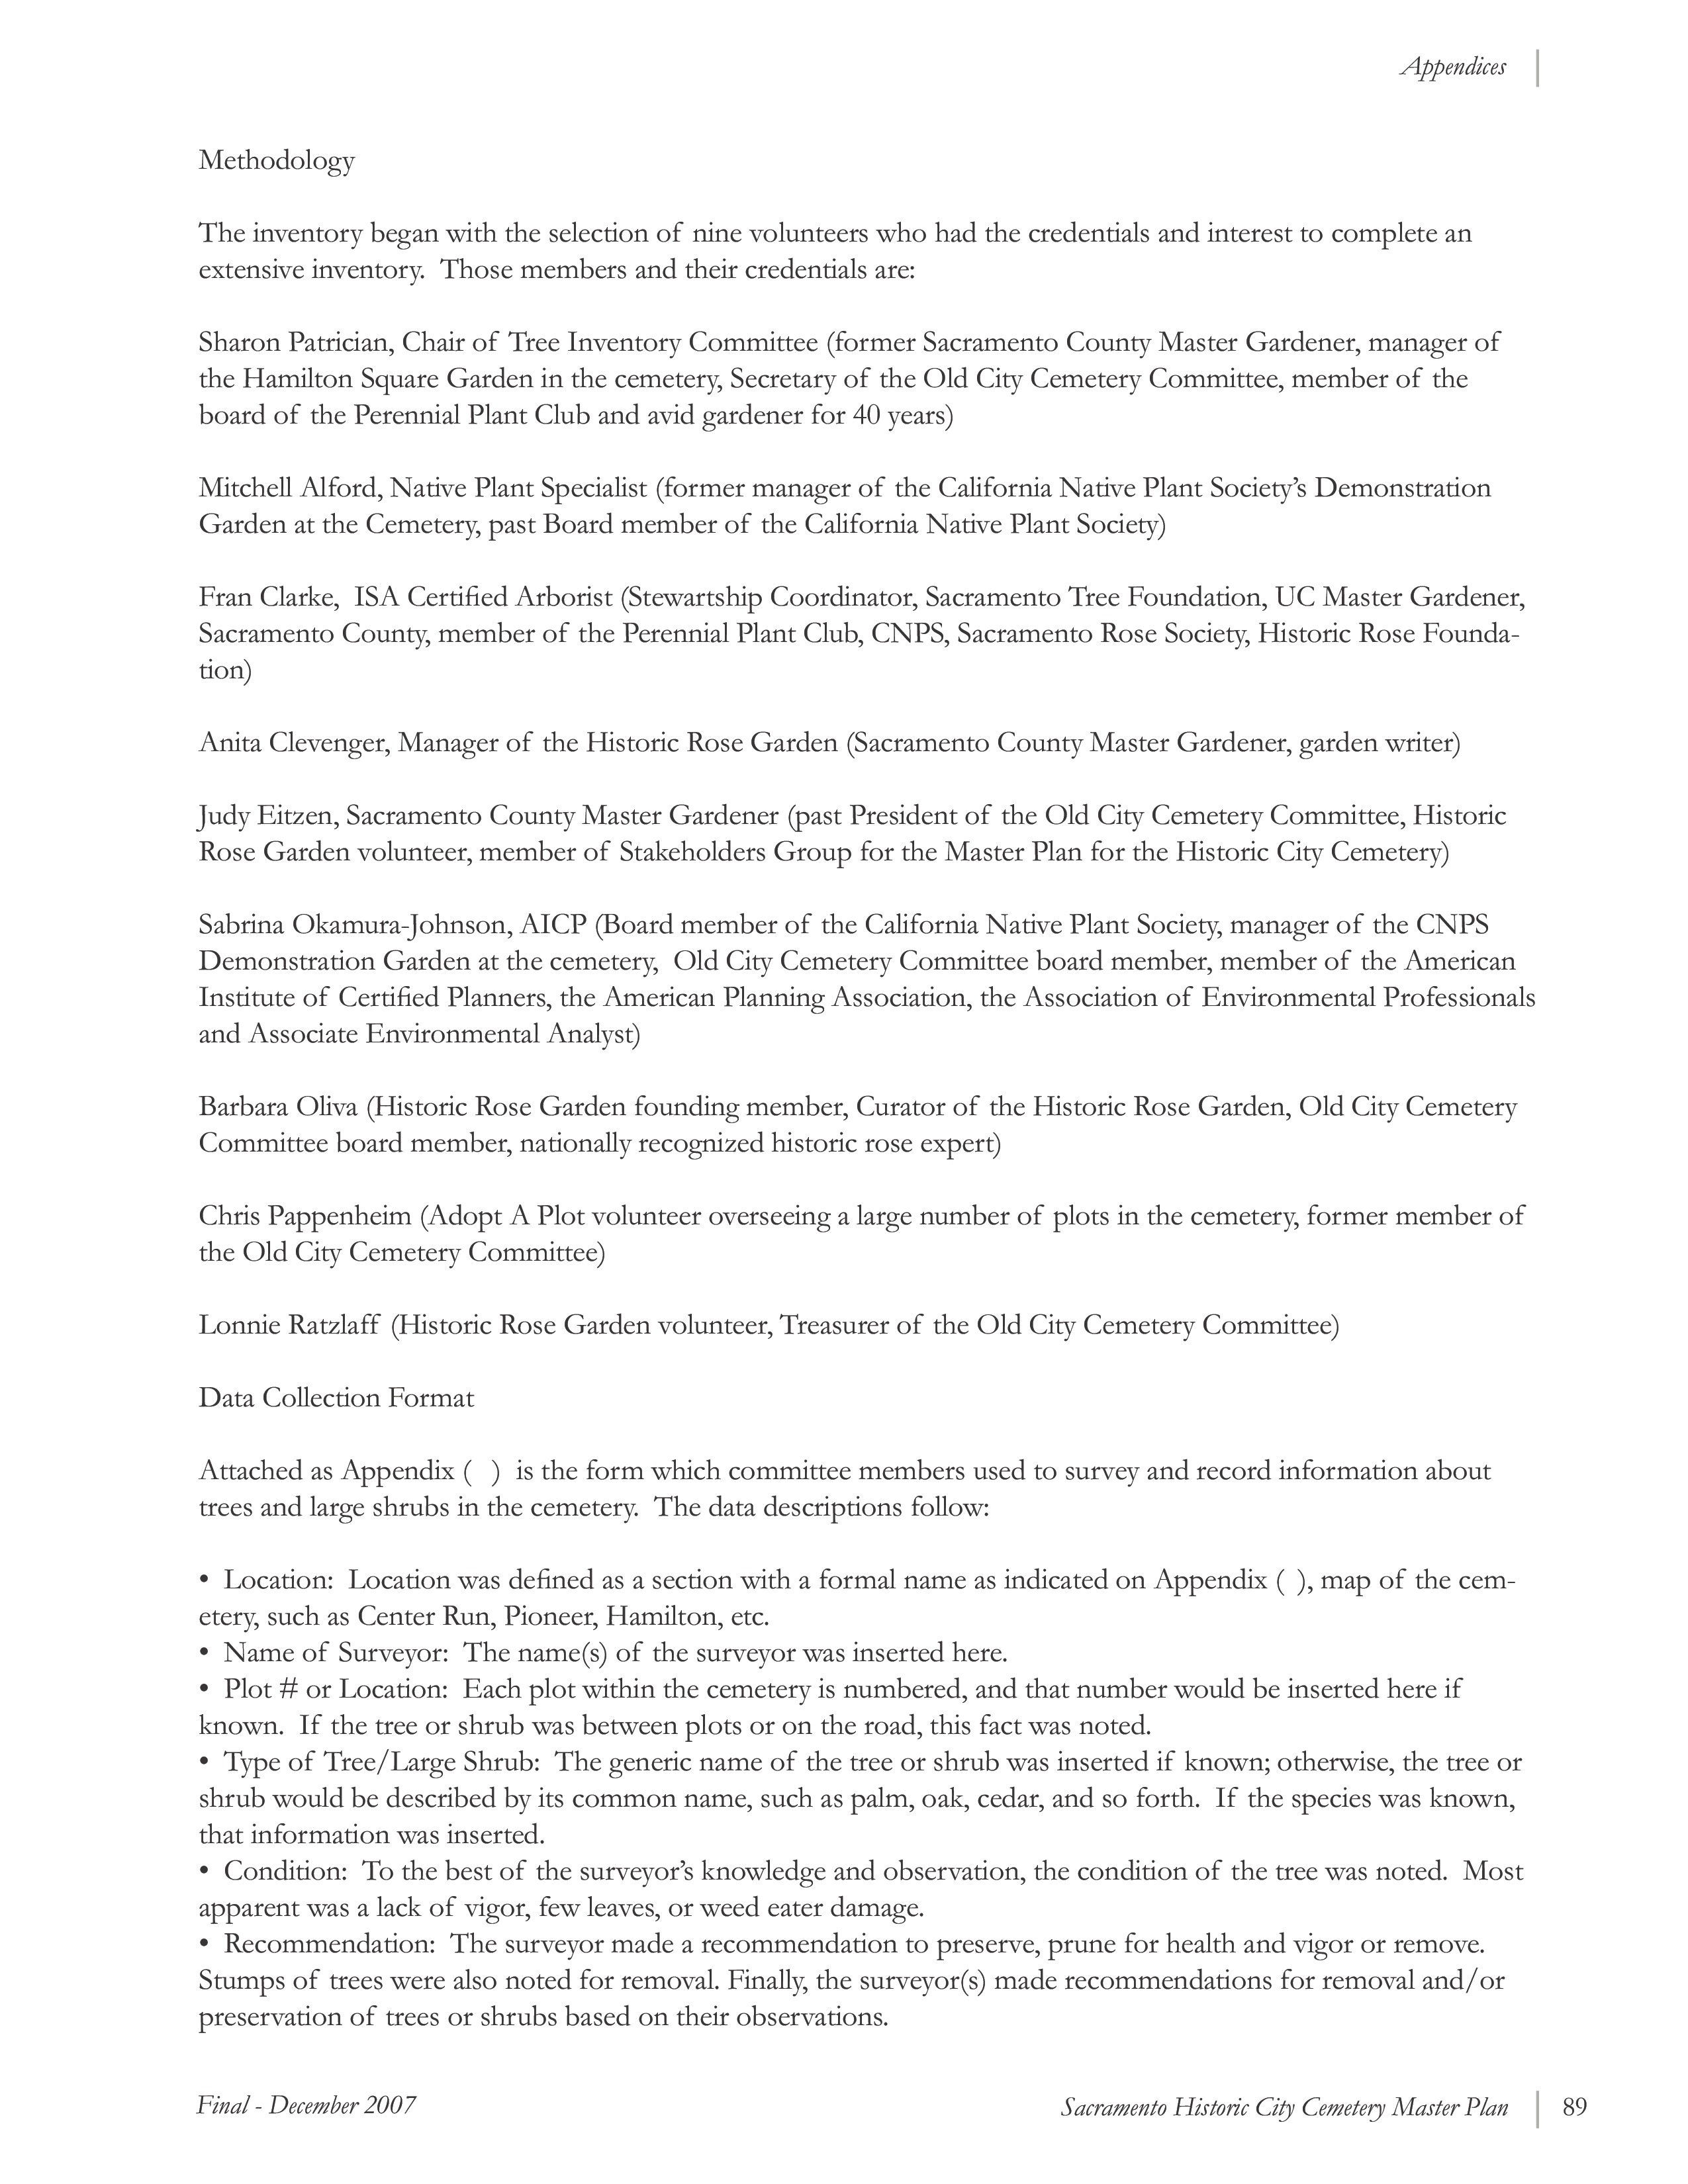 Appendices
Methodology
The inventory began with the selection of nine volunteers who had the credentials and interest to complete an
extensive inventory.  Those members and their credentials are:
Sharon Patrician, Chair of Tree Inventory Committee (former Sacramento County Master Gardener, manager of
the Hamilton Square Garden in the cemetery, Secretary of the Old City Cemetery Committee, member of the
board of the Perennial Plant Club and avid gardener for 40 years)
Mitchell Alford, Native Plant Specialist (former manager of the California Native Plant Society’s Demonstration
Garden at the Cemetery, past Board member of the California Native Plant Society)
Fran Clarke,  ISA Certified Arborist (Stewartship Coordinator, Sacramento Tree Foundation, UC Master Gardener,
Sacramento County, member of the Perennial Plant Club, CNPS, Sacramento Rose Society, Historic Rose Founda-
tion)
Anita Clevenger, Manager of the Historic Rose Garden (Sacramento County Master Gardener, garden writer)
Judy Eitzen, Sacramento County Master Gardener (past President of the Old City Cemetery Committee, Historic
Rose Garden volunteer, member of Stakeholders Group for the Master Plan for the Historic City Cemetery)
Sabrina Okamura-Johnson, AICP (Board member of the California Native Plant Society, manager of the CNPS
Demonstration Garden at the cemetery,  Old City Cemetery Committee board member, member of the American
Institute of Certified Planners, the American Planning Association, the Association of Environmental Professionals
and Associate Environmental Analyst)
Barbara Oliva (Historic Rose Garden founding member, Curator of the Historic Rose Garden, Old City Cemetery
Committee board member, nationally recognized historic rose expert)
Chris Pappenheim (Adopt A Plot volunteer overseeing a large number of plots in the cemetery, former member of
the Old City Cemetery Committee)
Lonnie Ratzlaff (Historic Rose Garden volunteer, Treasurer of the Old City Cemetery Committee)
Data Collection Format
Attached as Appendix (  )  is the form which committee members used to survey and record information about
trees and large shrubs in the cemetery.  The data descriptions follow:
•  Location:  Location was defined as a section with a formal name as indicated on Appendix ( ), map of the cem-
etery, such as Center Run, Pioneer, Hamilton, etc.
•  Name of Surveyor:  The name(s) of the surveyor was inserted here.
•  Plot # or Location:  Each plot within the cemetery is numbered, and that number would be inserted here if
known.  If the tree or shrub was between plots or on the road, this fact was noted.
•  Type of Tree/Large Shrub:  The generic name of the tree or shrub was inserted if known; otherwise, the tree or
shrub would be described by its common name, such as palm, oak, cedar, and so forth.  If the species was known,
that information was inserted.
•  Condition:  To the best of the surveyor’s knowledge and observation, the condition of the tree was noted.  Most
apparent was a lack of vigor, few leaves, or weed eater damage.
•  Recommendation:  The surveyor made a recommendation to preserve, prune for health and vigor or remove.
Stumps of trees were also noted for removal. Finally, the surveyor(s) made recommendations for removal and/or
preservation of trees or shrubs based on their observations.
Final - December 2007
Sacramento Historic City Cemetery Master Plan
89